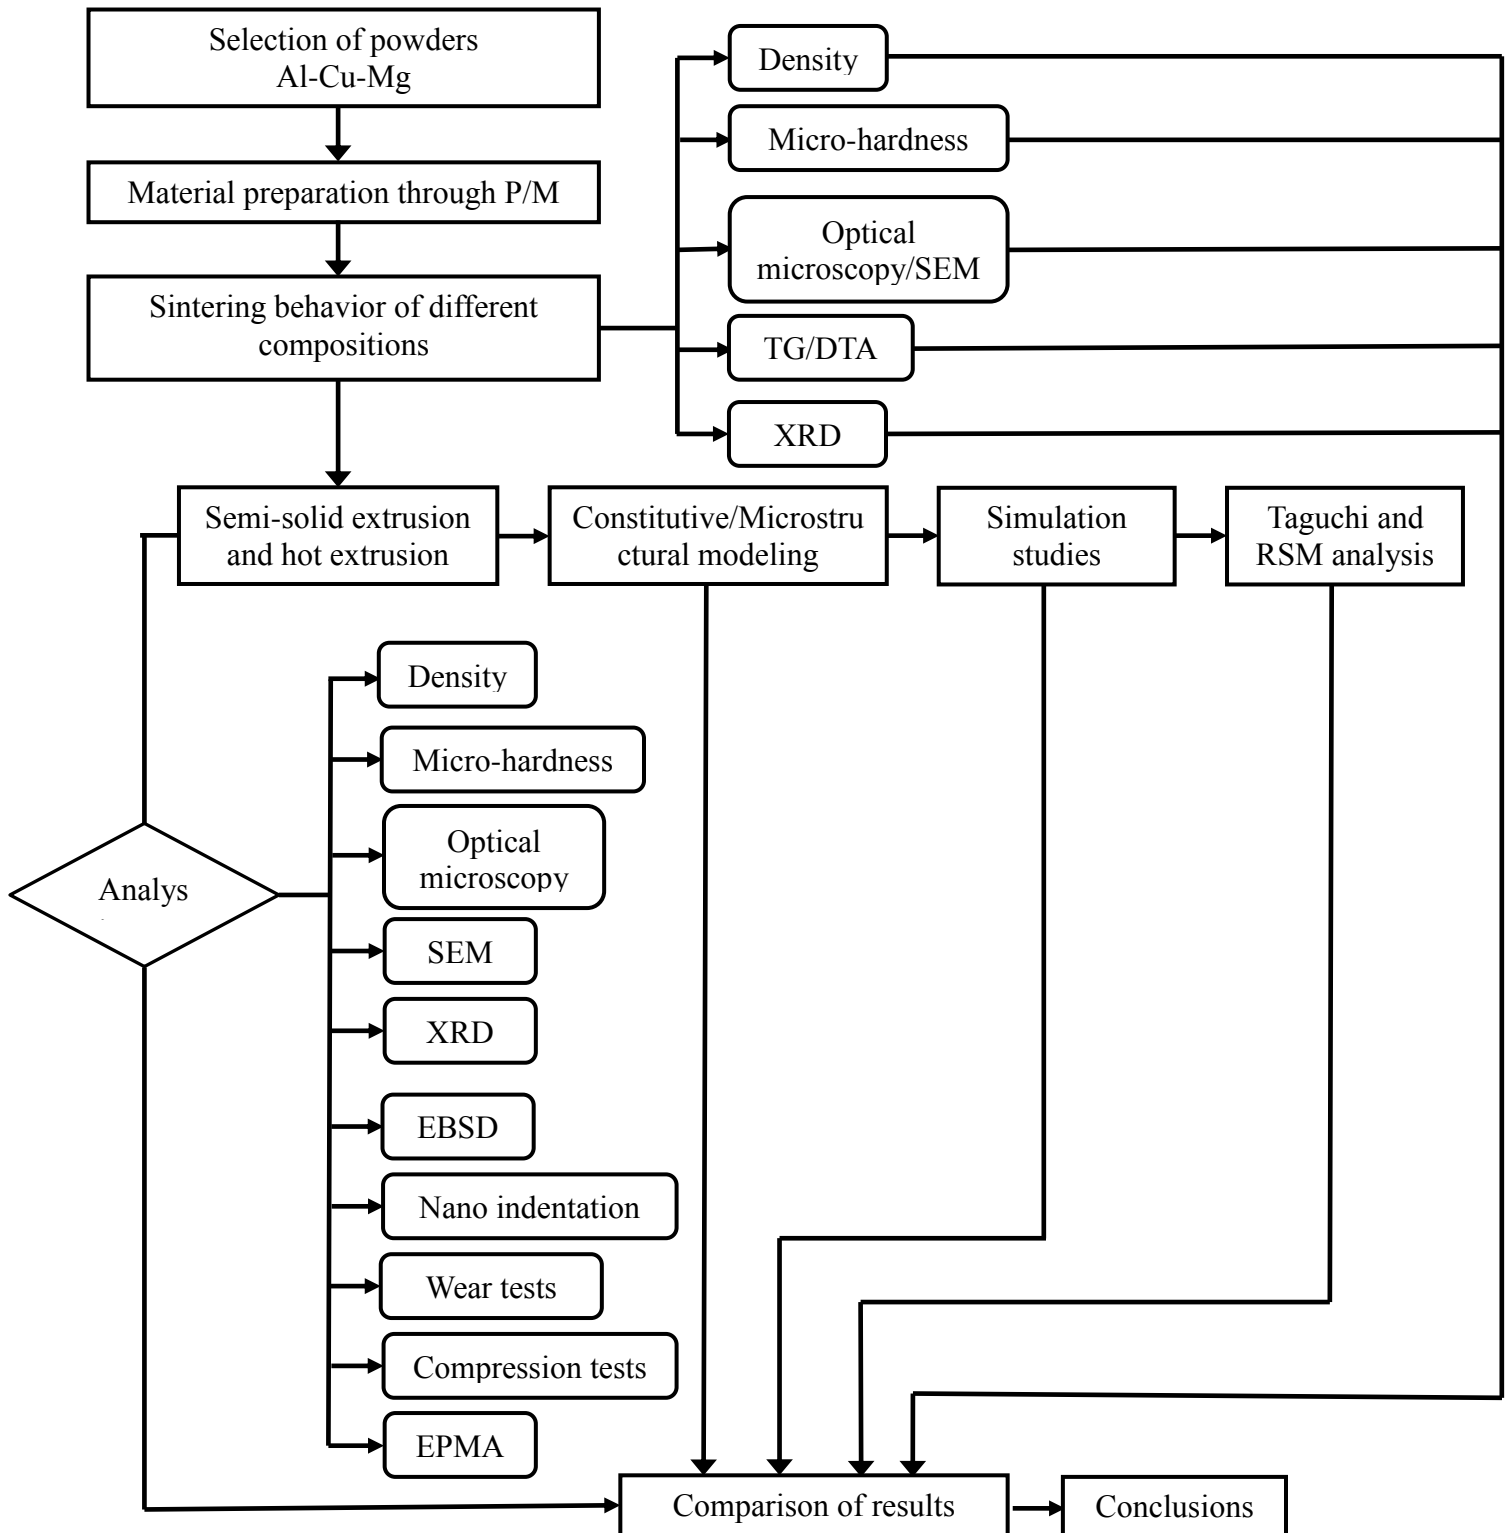 Selection of powders
Al-Cu-Mg
Material preparation through P/M
Sintering behavior of different
compositions
Density
Micro-hardness
Optical
microscopy/SEM
TG/DTA
XRD
Semi-solid extrusion
and hot extrusion
Constitutive/Microstru
ctural modeling
Simulation
studies
Taguchi and
RSM analysis
Analys
Density
Micro-hardness
Optical
microscopy
SEM
XRD
EBSD
Nano indentation
Wear tests
Compression tests
EPMA
Comparison of results
Conclusions